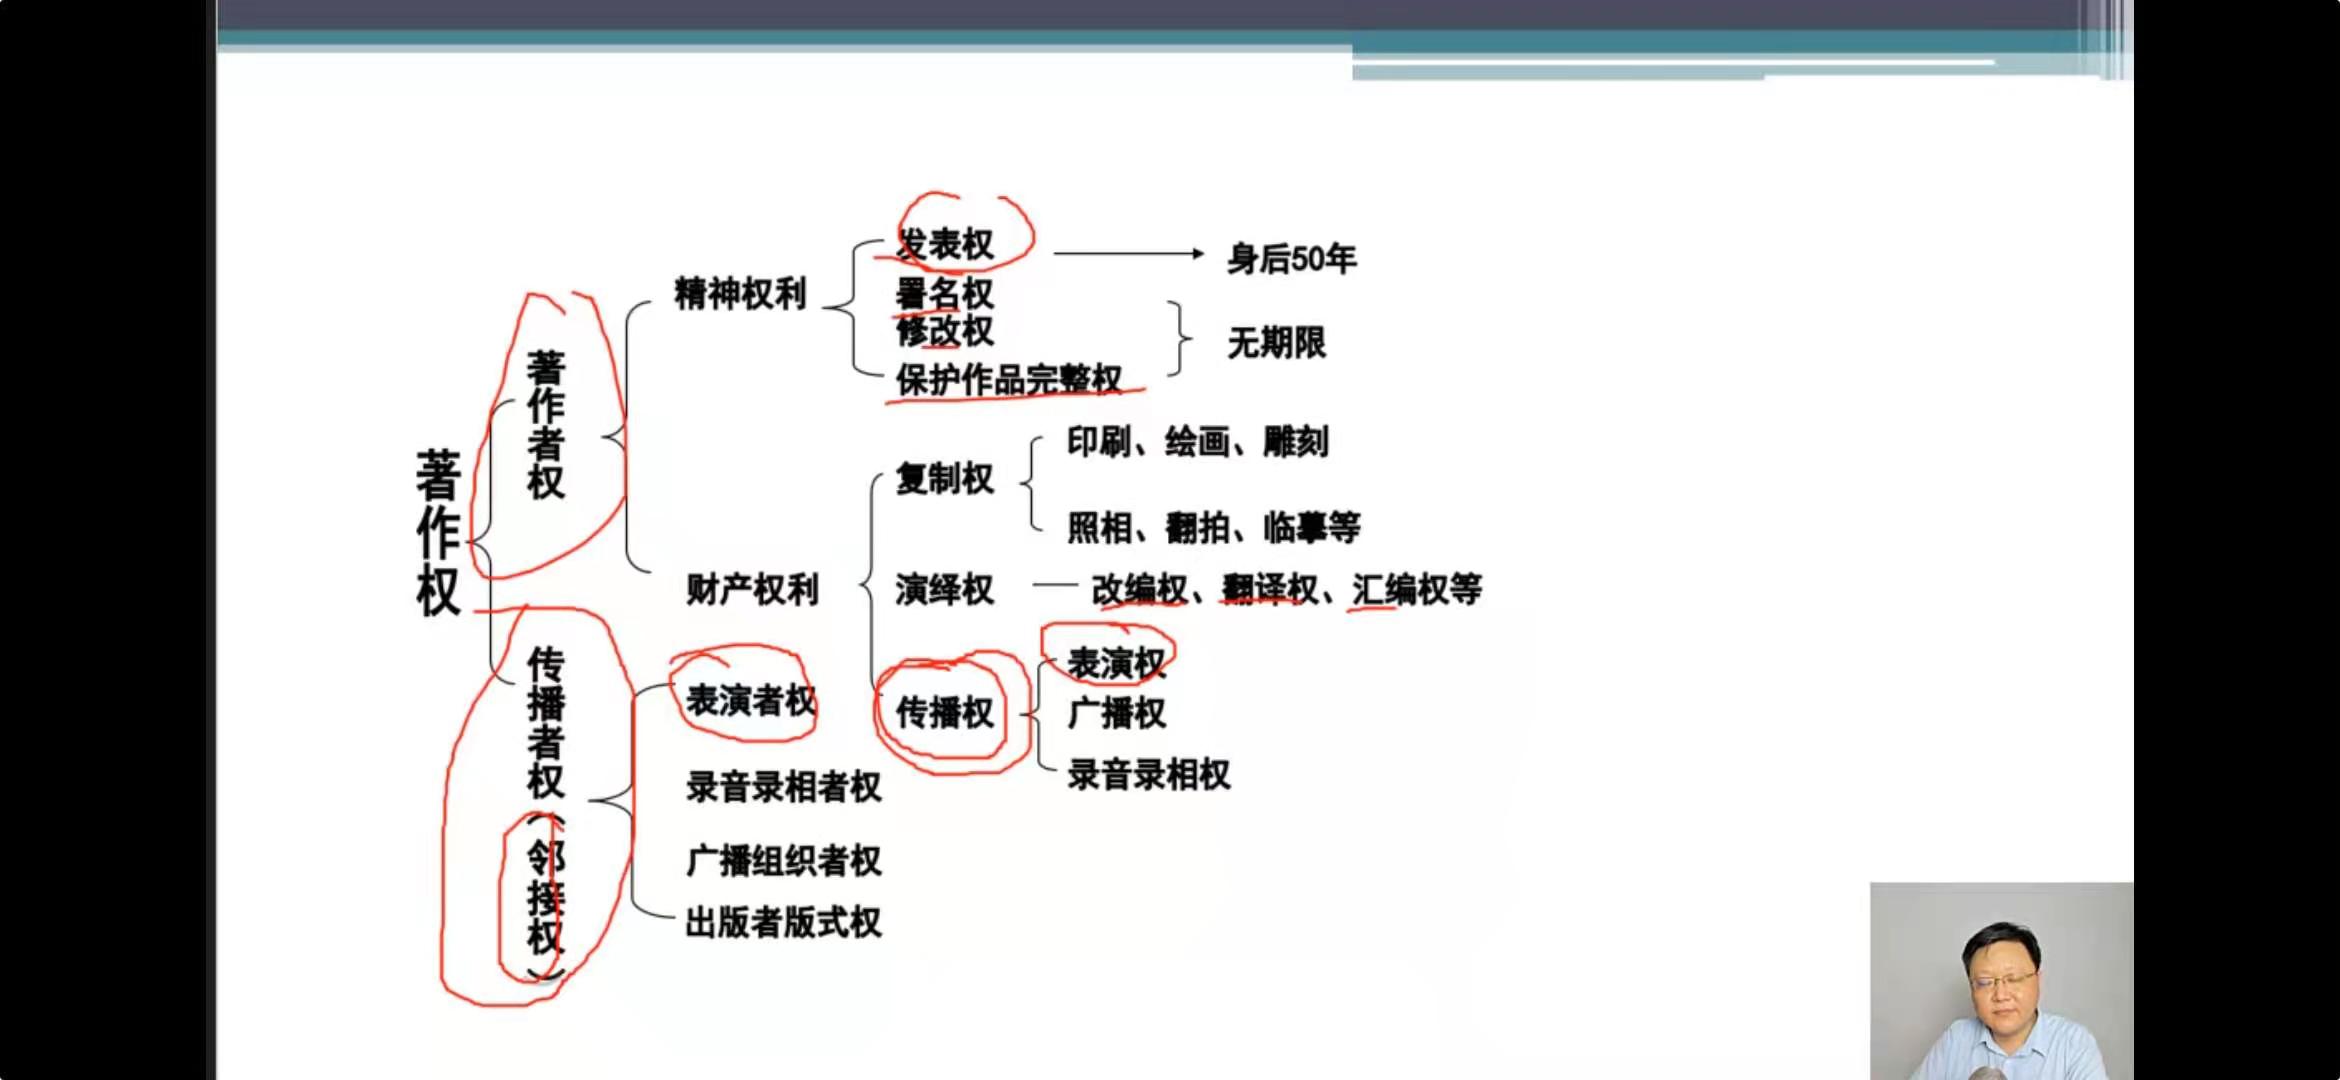 著作权
著作者权
精神权利
发表权
身后50年
署名权
修改权
保护作品完整权
无期限
财产权利
复制权
印刷、绘画、雕刻
照相、翻拍、临摹等
演绎权
改编权、翻译权、汇编权等
传播权
表演权
广播权
录音录相权
传播者权（邻接权）
表演者权
录音录相者权
广播组织者权
出版者版式权